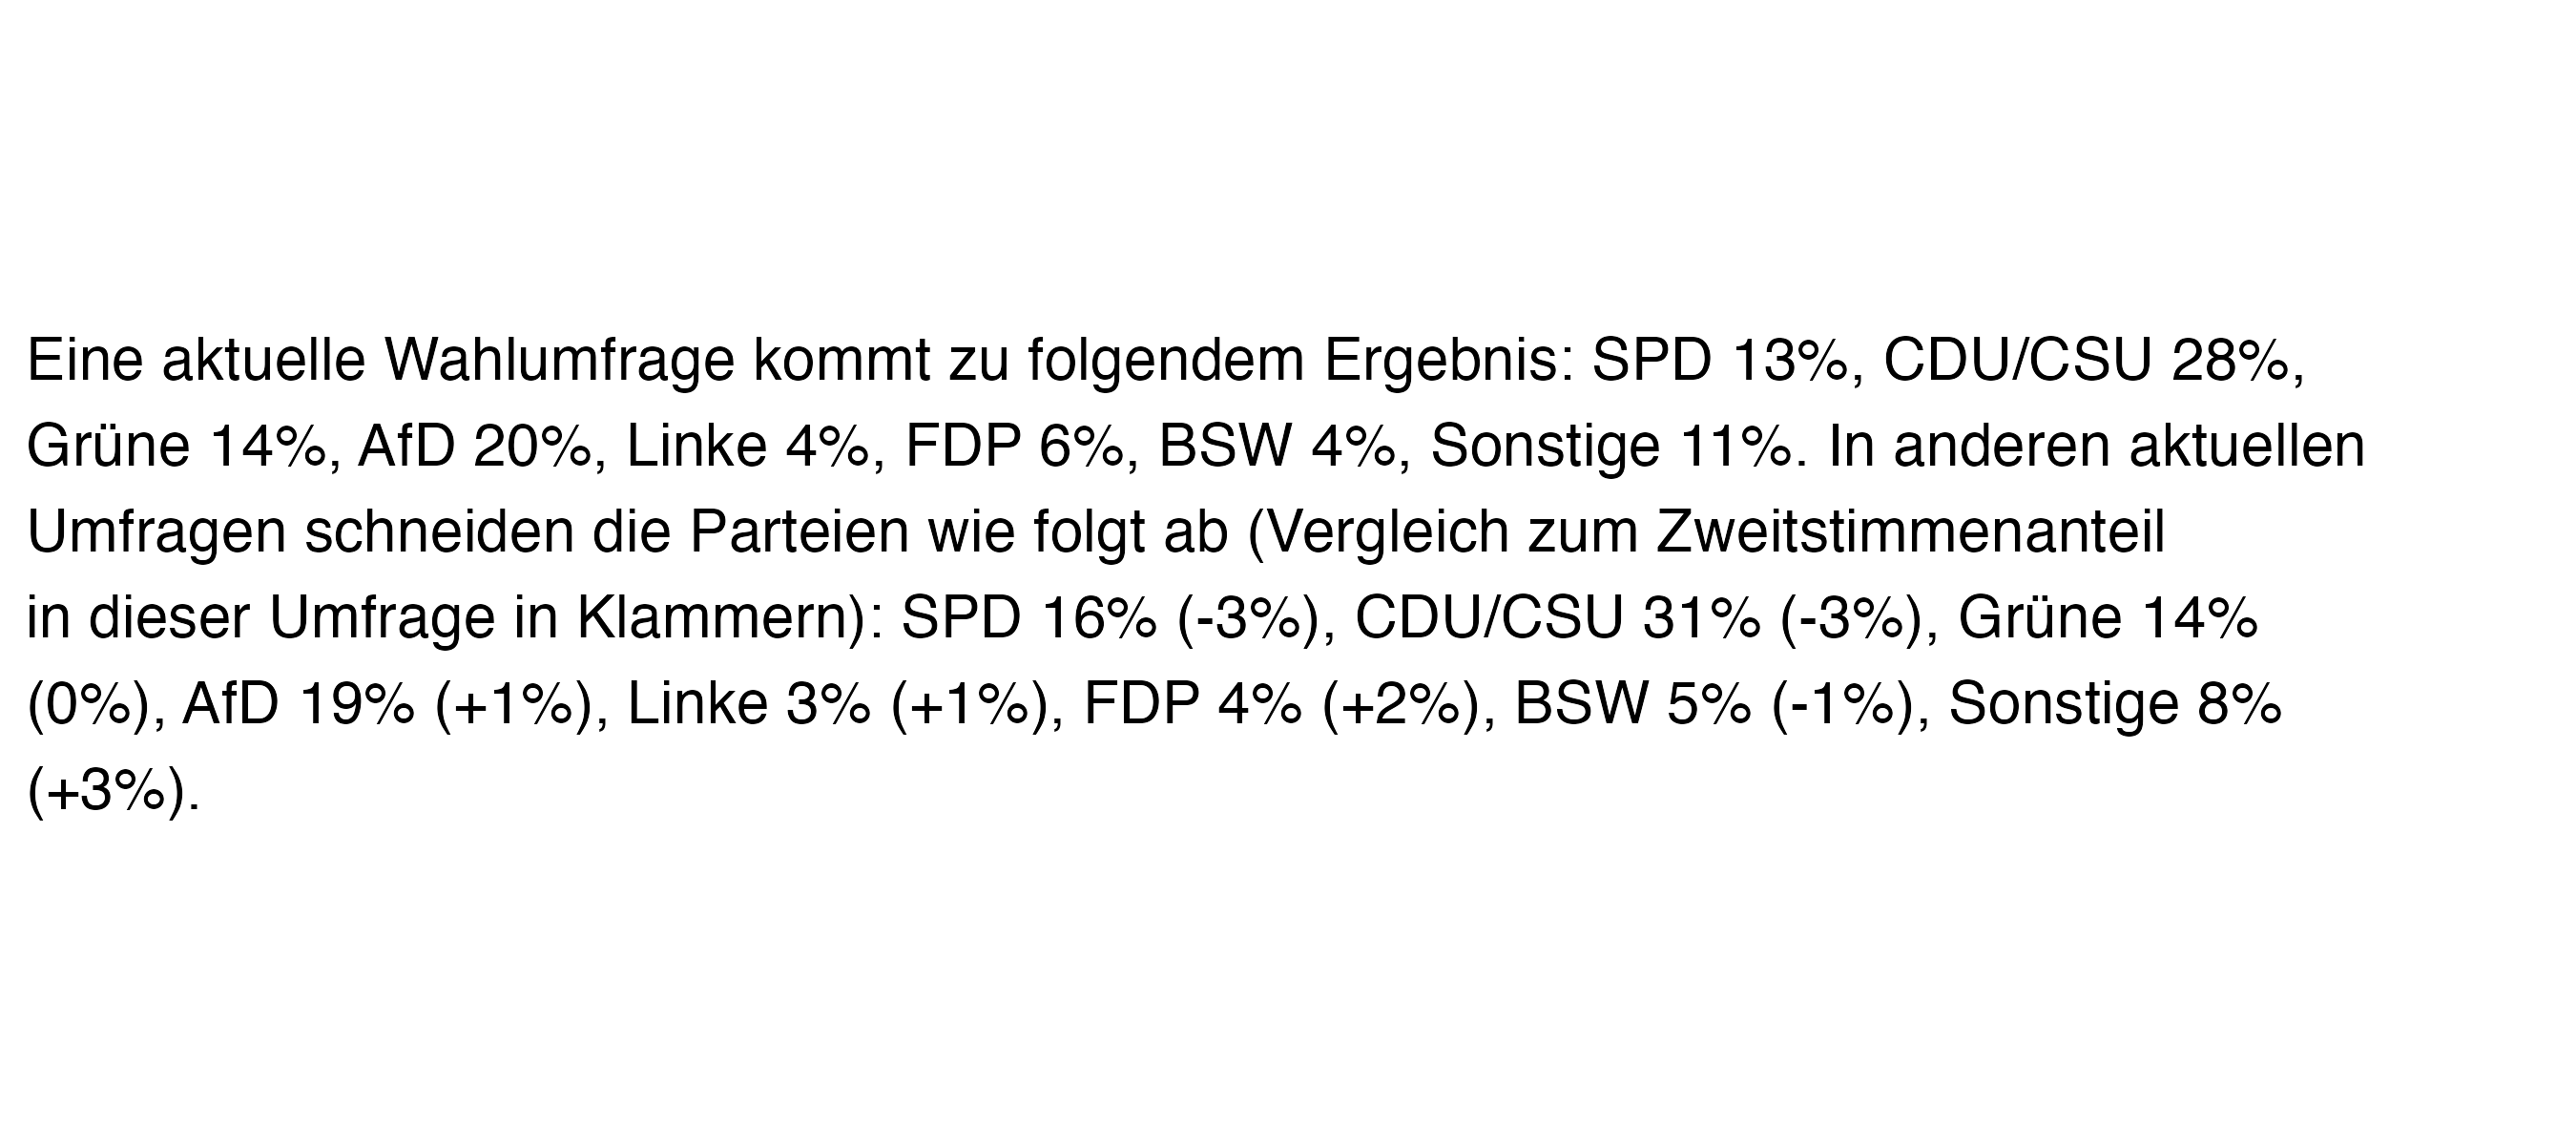 Eine aktuelle Wahlumfrage kommt zu folgendem Ergebnis: SPD 13%, CDU/CSU 28%,
Grüne 14%, AfD 20%, Linke 4%, FDP 6%, BSW 4%, Sonstige 11%. In anderen aktuellen
Umfragen schneiden die Parteien wie folgt ab (Vergleich zum Zweitstimmenanteil
in dieser Umfrage in Klammern): SPD 16% (-3%), CDU/CSU 31% (-3%), Grüne 14%
(0%), AfD 19% (+1%), Linke 3% (+1%), FDP 4% (+2%), BSW 5% (-1%), Sonstige 8%
(+3%).